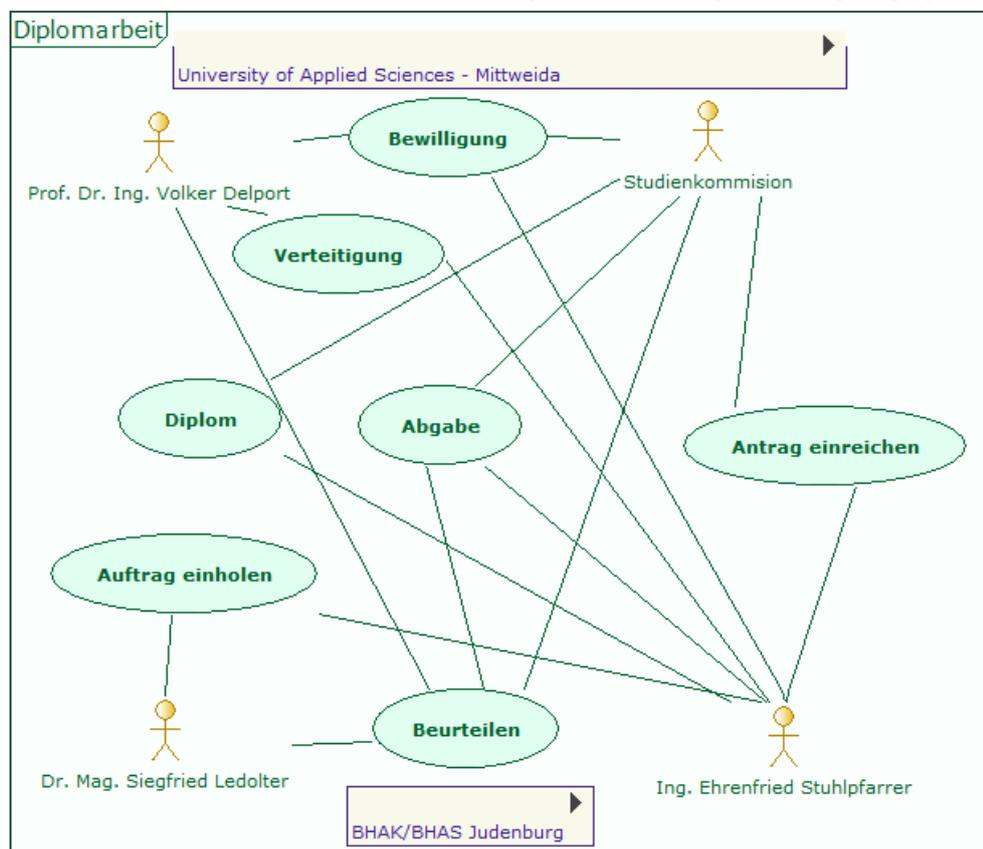 Diplomarbeit
University of Applied Sciences - Mittweida
Bewilligung
Prof. Dr. Ing. Volker Delport
Studienkommision
Verteitigung
Diplom
Abgabe
Antrag einreichen
Auftrag einholen
Beurteilen
Dr. Mag. Siegfried Ledolter
Ing. Ehrenfried Stuhlpfarrer
BHAK/BHAS Judenburg